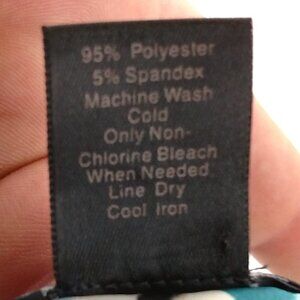 95% Polyester
5% Spandex
Machine Wash
Cold
Only Non-
Chlorine Bleach
When Needed
Line Dry
Cool Iron